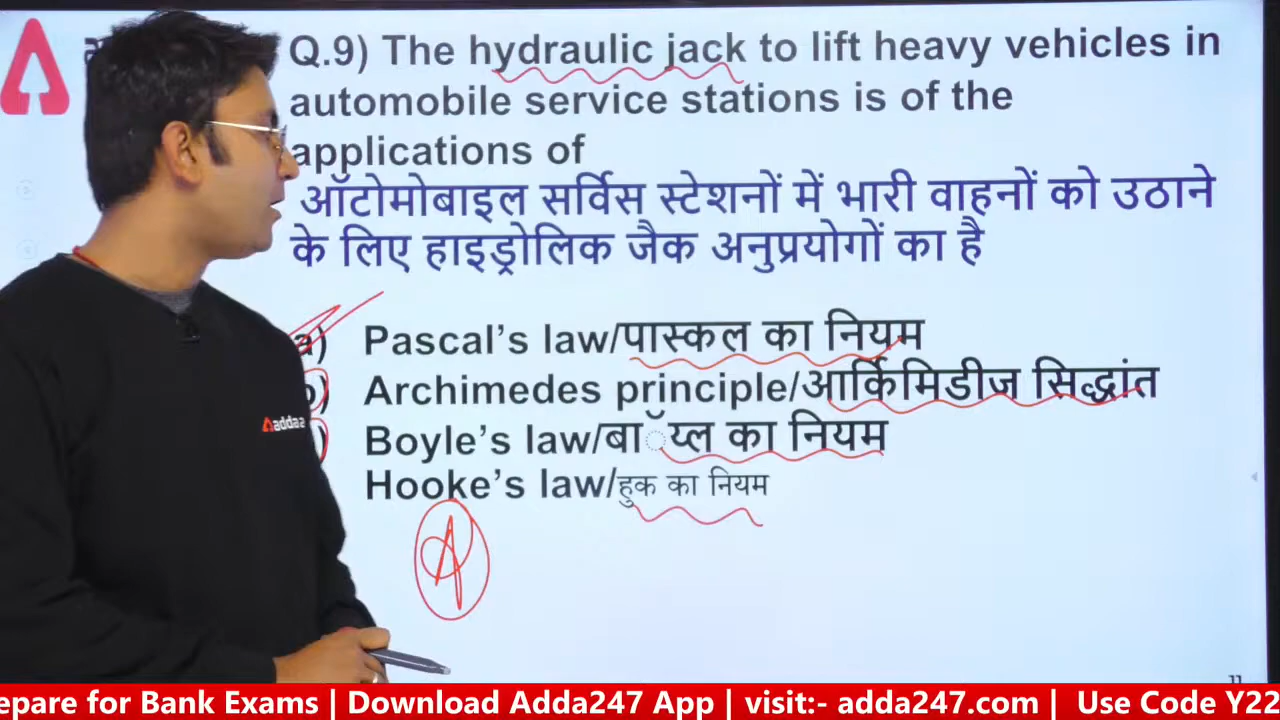 Q.9) The hydraulic jack to lift heavy vehicles in
automobile service stations is of the
applications of
ऑटोमोबाइल सर्विस स्टेशनों में भारी वाहनों को उठाने
के लिए हाइड्रोलिक जैक अनुप्रयोगों का है
a) Pascal's law/पास्कल का नियम
b) Archimedes principle/आर्किमिडीज सिद्धांत
Boyle's law/बाॅय्ल का नियम
Hooke's law/हुक का नियम
A
adda
11
epare for Bank Exams | Download Adda247 App | visit:- adda247.com | Use Code Y22